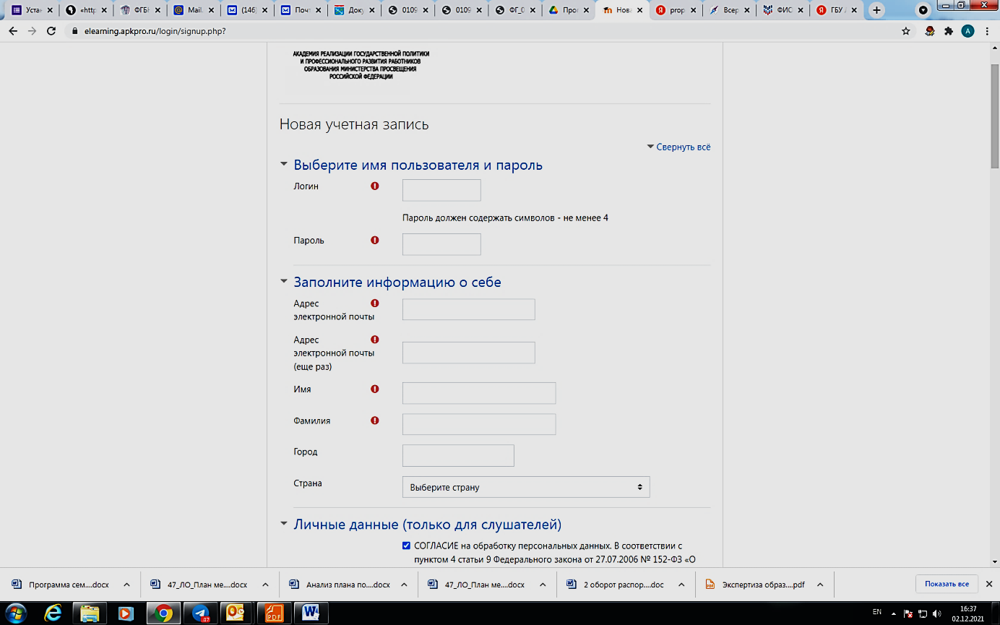 Уста
«http
ФГБН
Mail.
(146)
Почт
Доку
0109
0109
ФГ_0
Про
Нова
prop
Всер
ФИС
ГБУ Л
elearning.apkpro.ru/login/signup.php?
A
АКАДЕМИЯ РЕАЛИЗАЦИИ ГОСУДАРСТВЕННОЙ ПОЛИТИКИ
И ПРОФЕССИОНАЛЬНОГО РАЗВИТИЯ РАБОТНИКОВ
ОБРАЗОВАНИЯ МИНИСТЕРСТВА ПРОСВЕЩЕНИЯ
РОССИЙСКОЙ ФЕДЕРАЦИИ
Новая учетная запись
Свернуть всё
Выберите имя пользователя и пароль
Логин
Пароль должен содержать символов - не менее 4
Пароль
Заполните информацию о себе
Адрес
электронной почты
Адрес
электронной почты
(еще раз)
Имя
Фамилия
Город
Страна
Выберите страну
Личные данные (только для слушателей)
СОГЛАСИЕ на обработку персональных данных. В соответствии с
пунктом 4 статьи 9 Федерального закона от 27.07.2006 № 152-ФЗ «О
Программа сем....docx
47_ЛО_План ме....docx
Анализ плана по....docx
47_ЛО_План ме....docx
2 оборот распор....doc
Экспертиза образ....pdf
Показать все
47
PDF
EN
16:37
02.12.2021